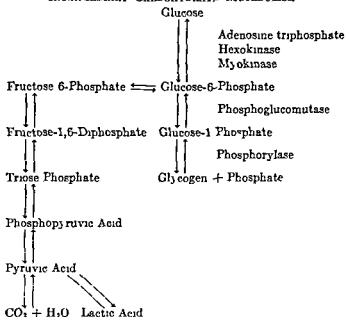 Glucose
Adenosine triphosphate
Hexokinase
Myokinase
Fructose 6-Phosphate Glucose-6-Phosphate
Phosphoglucomutase
Fructose-1,6-Diphosphate Glucose-1 Phosphate
Phosphorylase
Triose Phosphate Glycogen + Phosphate
Phosphopyruvic Acid
Pyruvic Acid
CO₂ + H₂O Lactic Acid